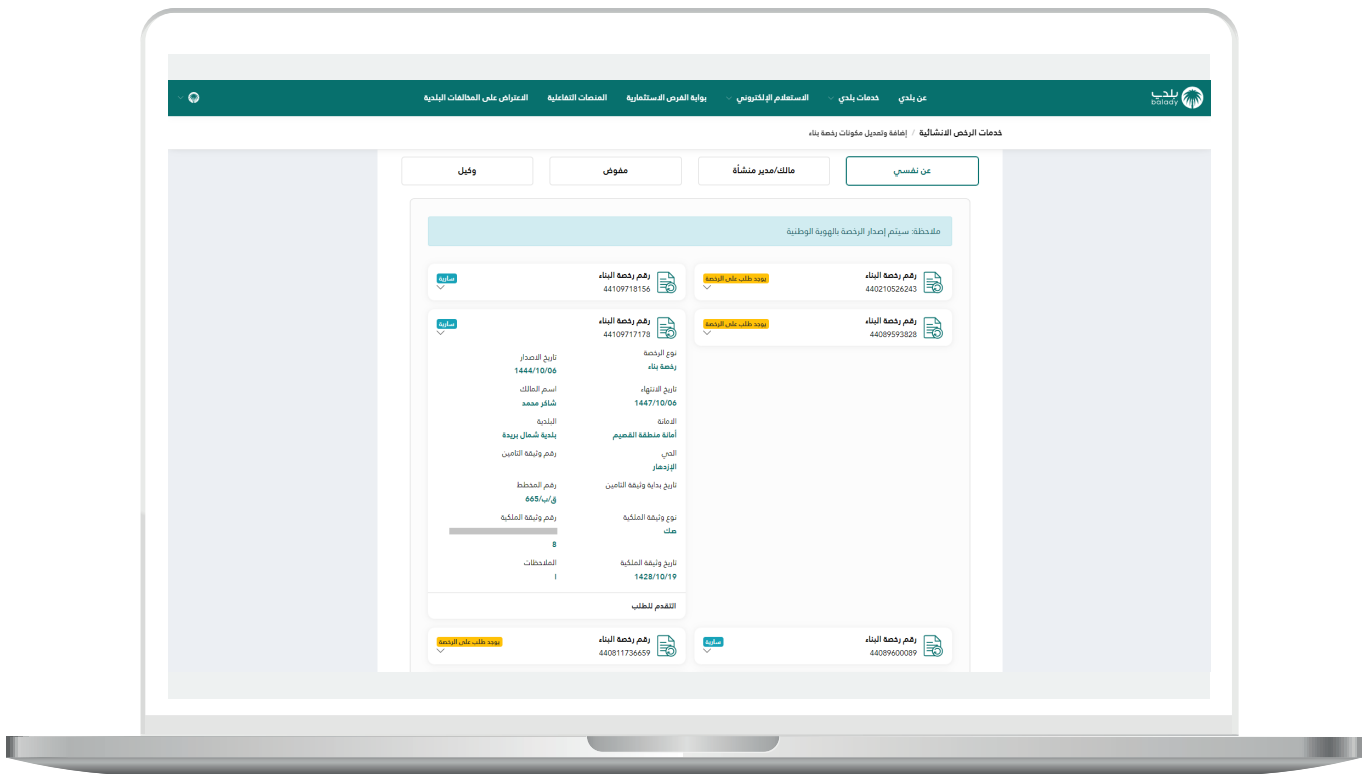 بلدي
balady
عن بلدي
خدمات بلدي
الاستعلام الإلكتروني
بوابة الفرص الاستثمارية
المنصات التفاعلية
الاعتراض على المخالفات البلدية
خدمات الرخص الانشائية / إضافة وتعديل مكونات رخصة بناء
عن نفسي
مالك/مدير منشأة
مفوض
وكيل
ملاحظة: سيتم إصدار الرخصة بالهوية الوطنية
رقم رخصة البناء
440210526243
يوجد طلب على الرخصة
رقم رخصة البناء
44109718156
سارية
رقم رخصة البناء
44089593828
يوجد طلب على الرخصة
رقم رخصة البناء
44109717178
سارية
نوع الرخصة
رخصة بناء
تاريخ الاصدار
1444/10/06
تاريخ الانتهاء
1447/10/06
اسم المالك
شاكر محمد
الامانة
أمانة منطقة القصيم
البلدية
بلدية شمال بريدة
الحي
الإزدهار
رقم وثيقة التامين
تاريخ بداية وثيقة التامين
رقم المخطط
ق/ب/665
نوع وثيقة الملكية
صك
رقم وثيقة الملكية
8
تاريخ وثيقة الملكية
1428/10/19
الملاحظات
ا
التقدم للطلب
رقم رخصة البناء
44089600089
سارية
رقم رخصة البناء
440811736659
يوجد طلب على الرخصة